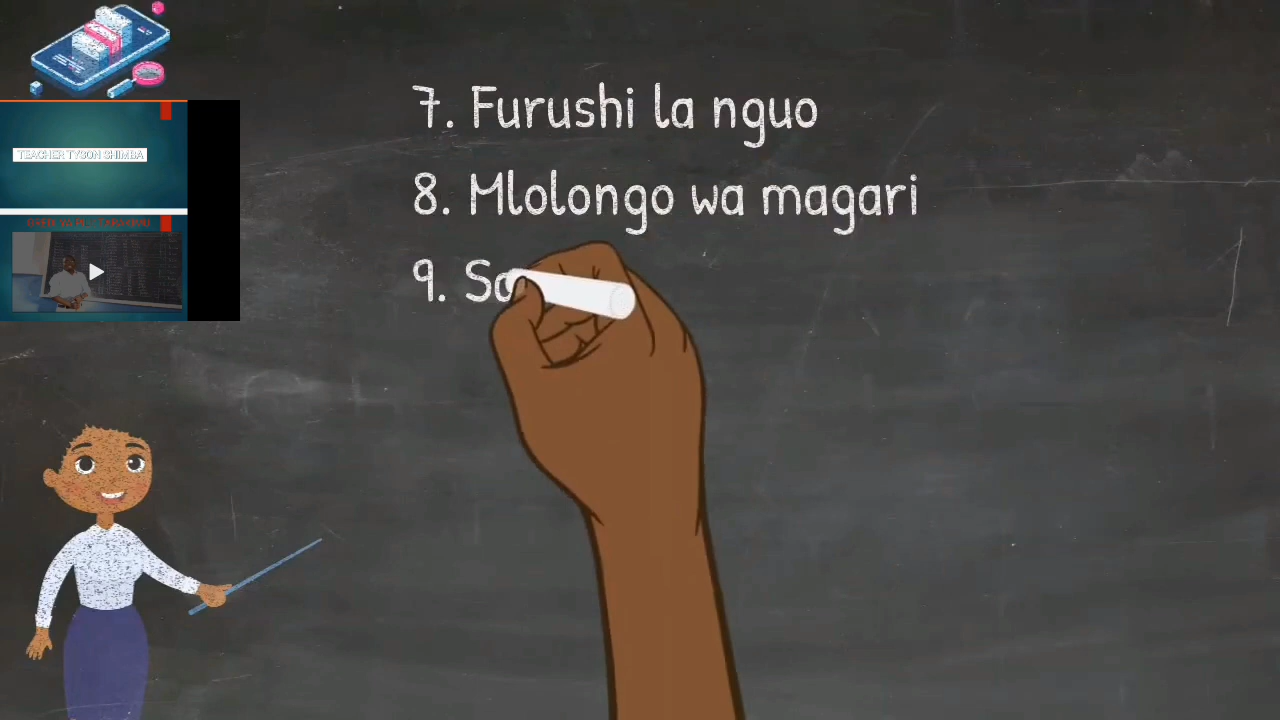 TEACHER TYSON SHIMBA
7. Furushi la nguo
8. Mlolongo wa magari
9. Sa